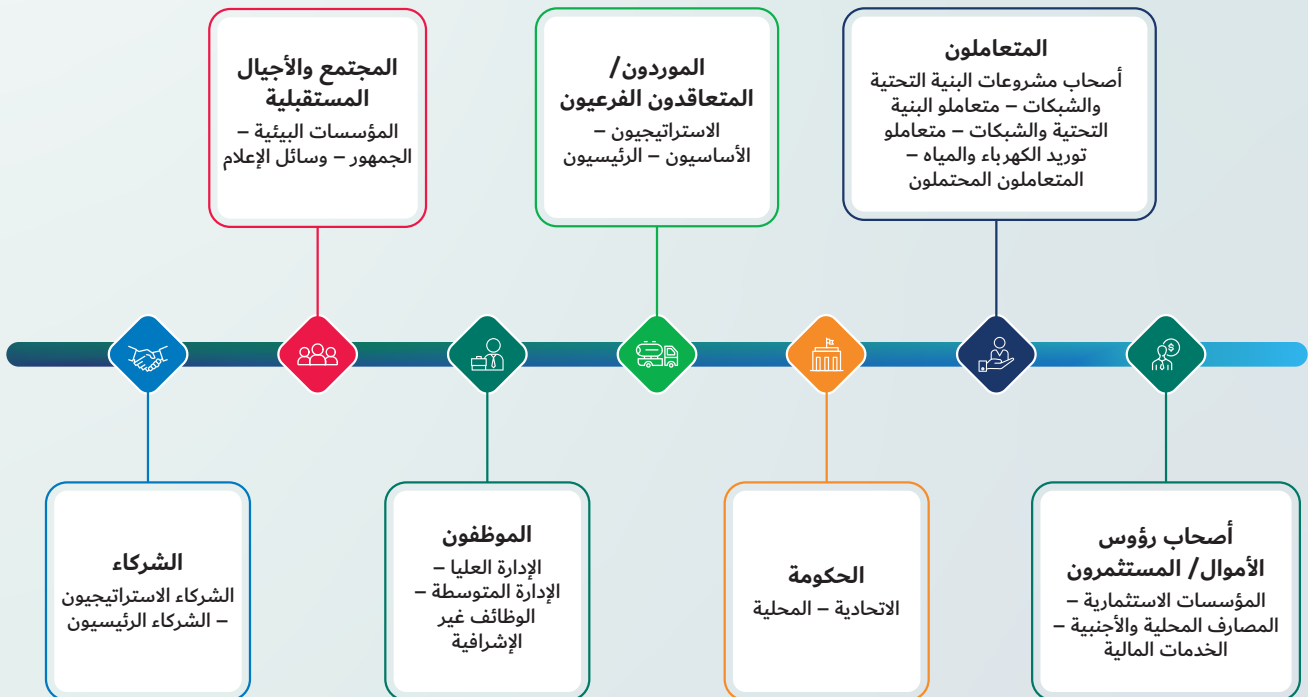 المتعاملون
أصحاب مشروعات البنية التحتية
والشبكات – متعاملو البنية
التحتية والشبكات – متعاملو
توريد الكهرباء والمياه –
المتعاملون المحتملون
الموردون/
المتعاقدون الفرعيون
الاستراتيجيون –
الأساسيون – الرئيسيون
المجتمع والأجيال
المستقبلية
المؤسسات البيئية –
الجمهور – وسائل الإعلام
أصحاب رؤوس
الأموال/ المستثمرون
المؤسسات الاستثمارية –
المصارف المحلية والأجنبية –
الخدمات المالية
الحكومة
الاتحادية – المحلية
الموظفون
الإدارة العليا –
الإدارة المتوسطة –
الوظائف غير
الإشرافية
الشركاء
الشركاء الاستراتيجيون
– الشركاء الرئيسيون